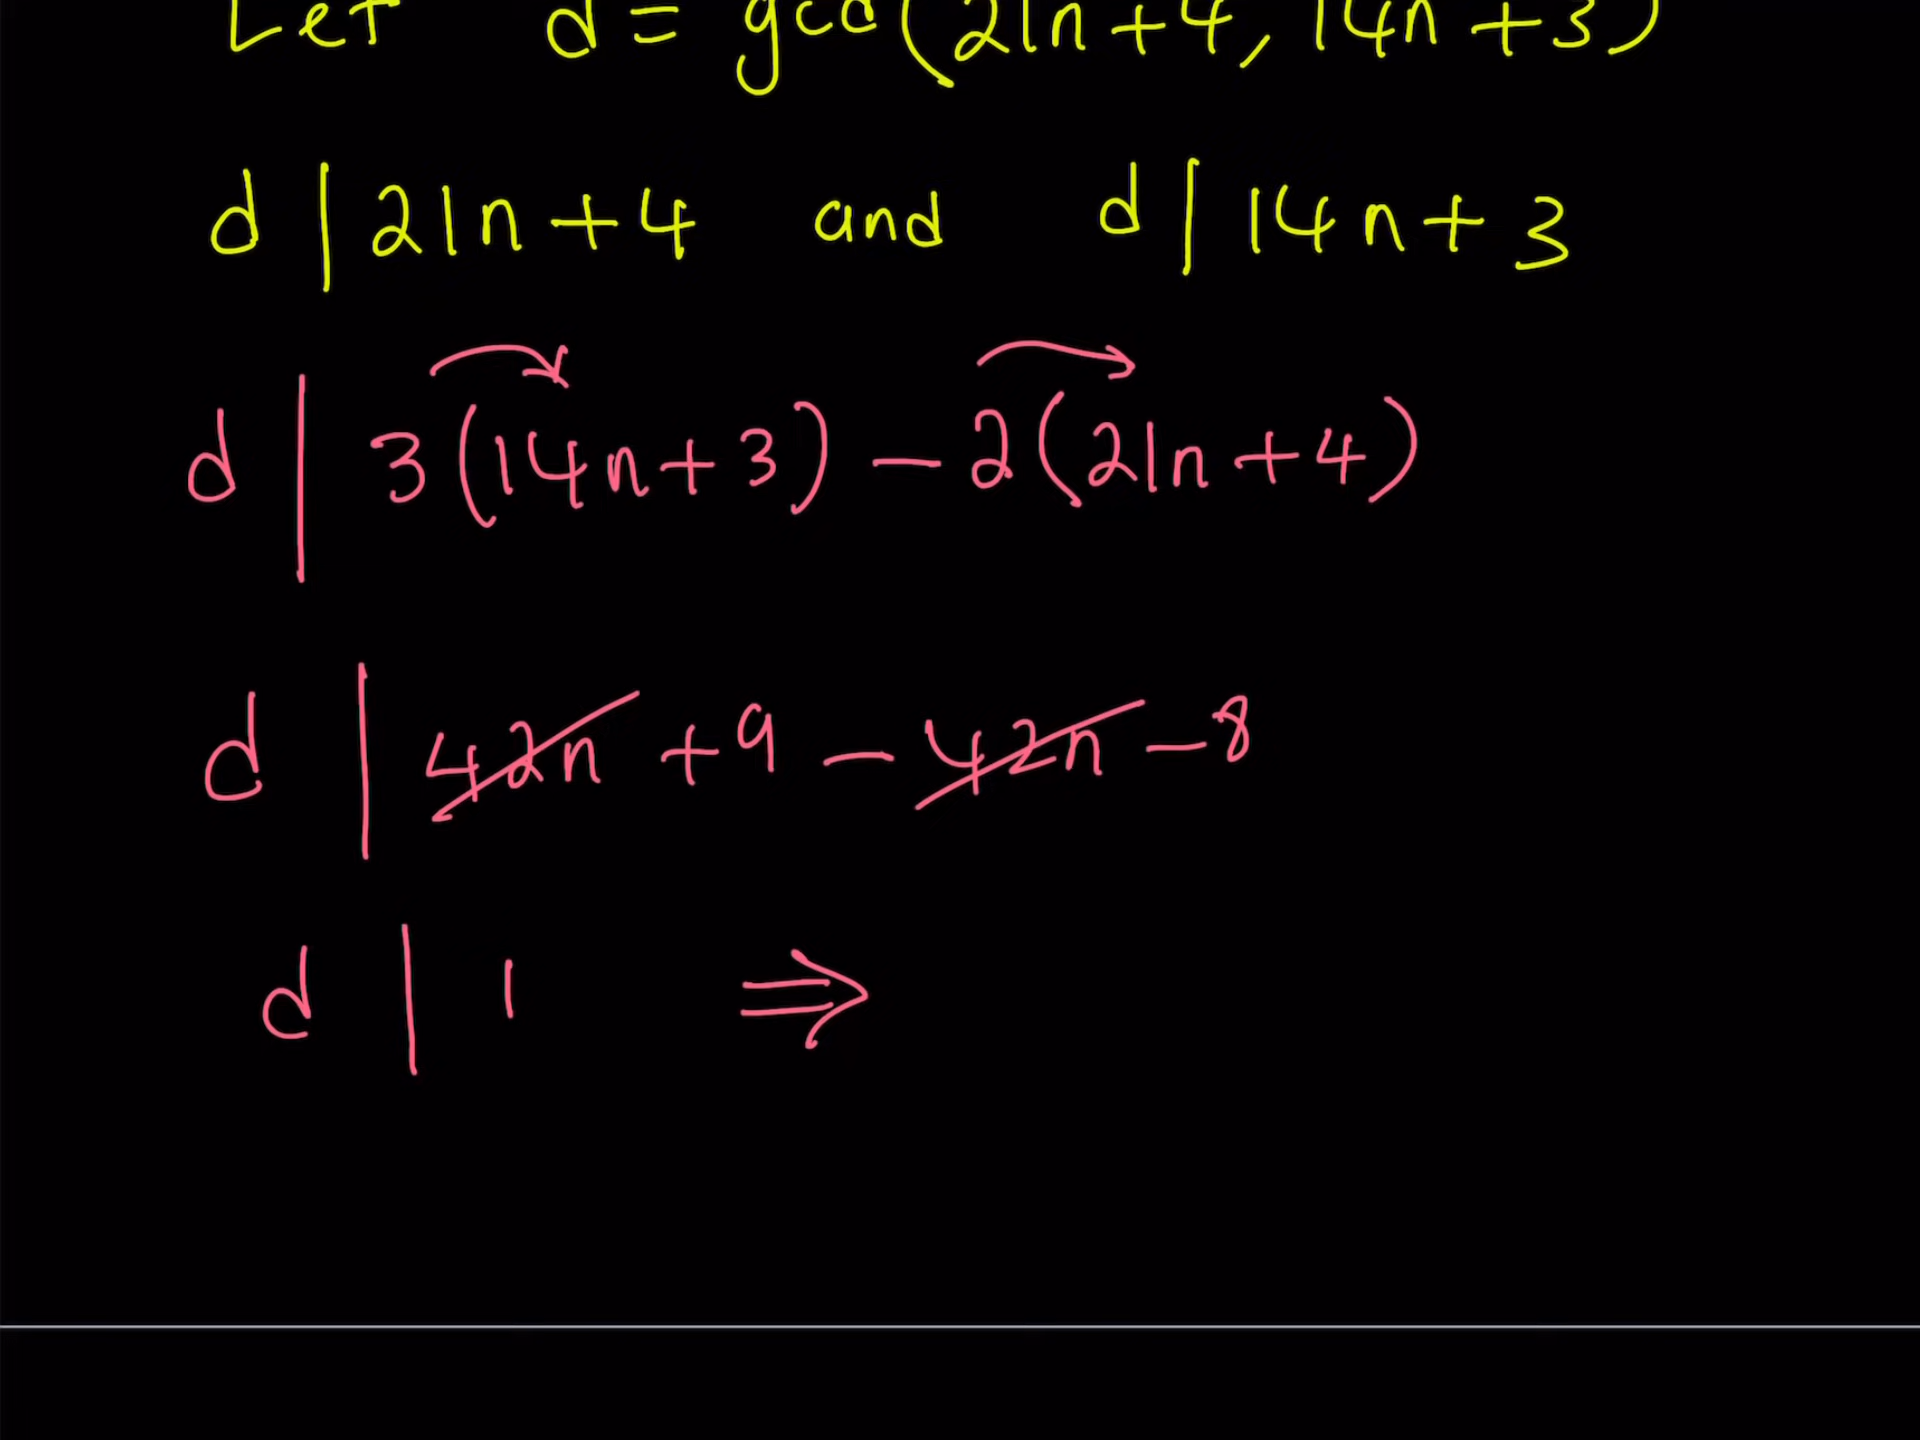 Let d = gcd(21n+4, 14n+3)
d | 21n+4 and d | 14n+3
d | 3(14n+3) - 2(21n+4)
d | 42n +9 - 42n - 8
d | 1 ⇒